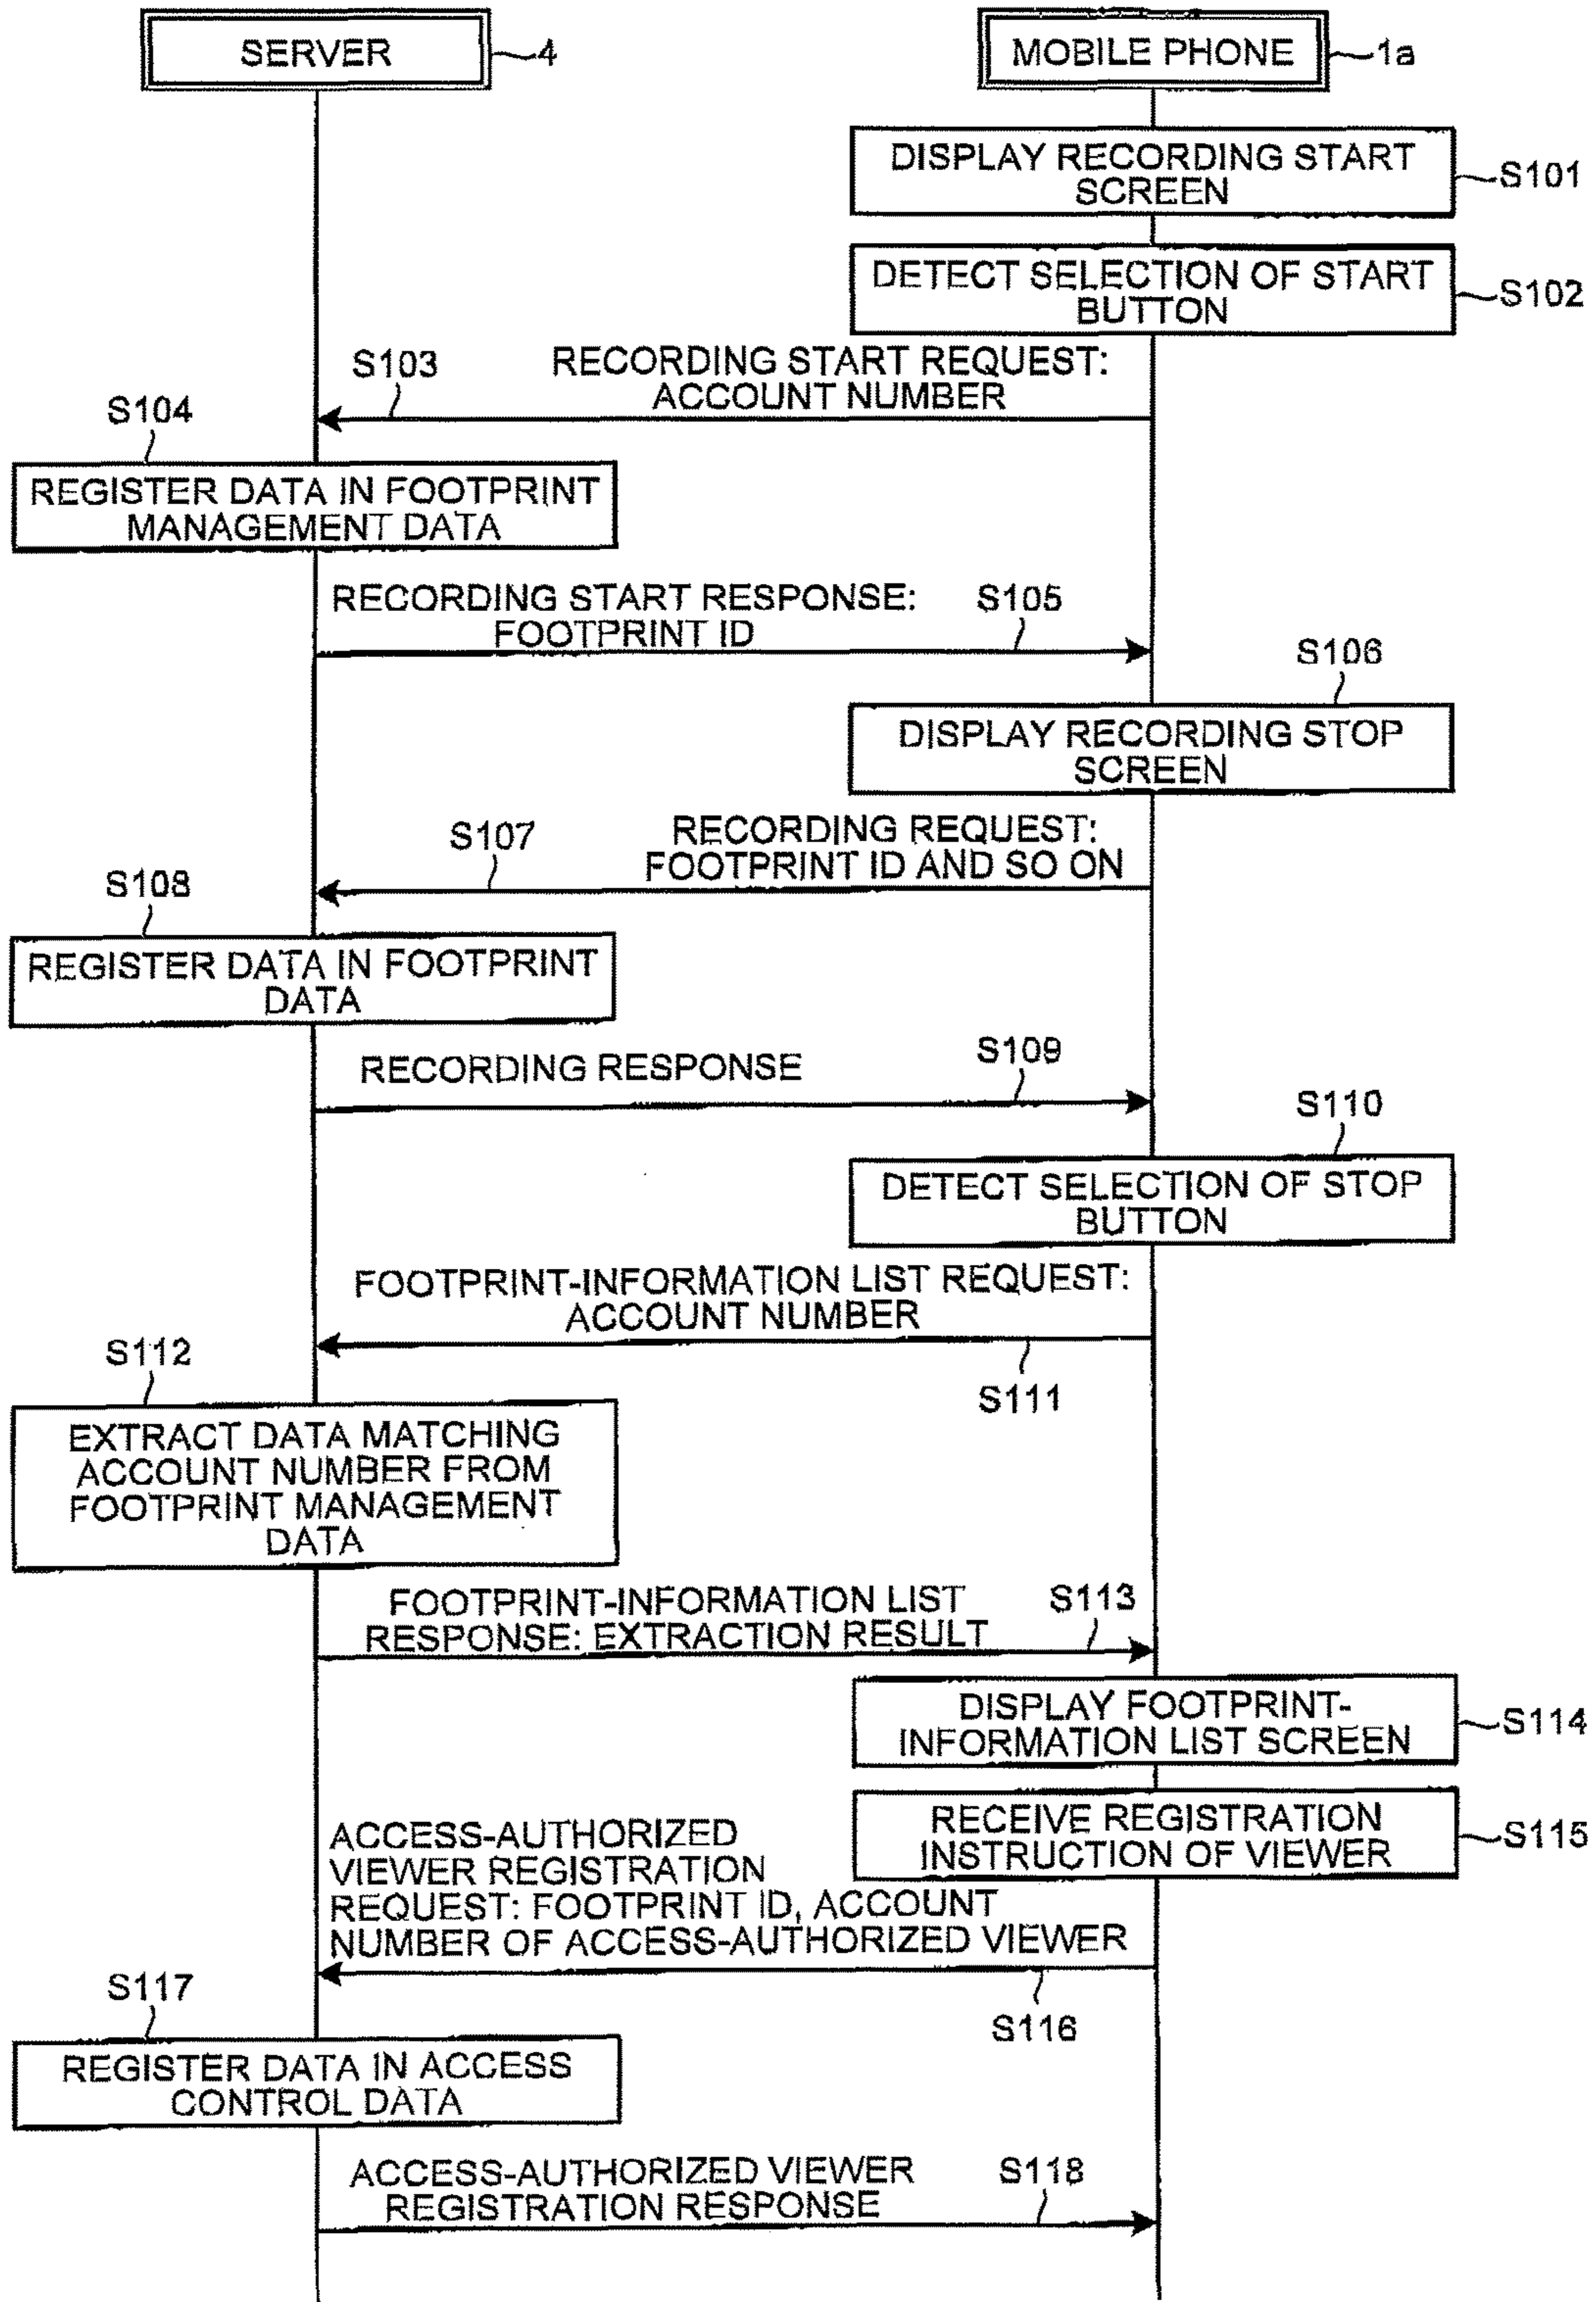 SERVER
4
MOBILE PHONE
1a
DISPLAY RECORDING START
SCREEN
S101
DETECT SELECTION OF START
BUTTON
S102
S103
RECORDING START REQUEST:
ACCOUNT NUMBER
S104
REGISTER DATA IN FOOTPRINT
MANAGEMENT DATA
RECORDING START RESPONSE:
FOOTPRINT ID
S105
S106
DISPLAY RECORDING STOP
SCREEN
S107
RECORDING REQUEST:
FOOTPRINT ID AND SO ON
S108
REGISTER DATA IN FOOTPRINT
DATA
RECORDING RESPONSE
S109
S110
DETECT SELECTION OF STOP
BUTTON
FOOTPRINT-INFORMATION LIST REQUEST:
ACCOUNT NUMBER
S111
S112
EXTRACT DATA MATCHING
ACCOUNT NUMBER FROM
FOOTPRINT MANAGEMENT
DATA
FOOTPRINT-INFORMATION LIST
RESPONSE: EXTRACTION RESULT
S113
DISPLAY FOOTPRINT-
INFORMATION LIST SCREEN
S114
RECEIVE REGISTRATION
INSTRUCTION OF VIEWER
S115
ACCESS-AUTHORIZED
VIEWER REGISTRATION
REQUEST: FOOTPRINT ID, ACCOUNT
NUMBER OF ACCESS-AUTHORIZED VIEWER
S116
S117
REGISTER DATA IN ACCESS
CONTROL DATA
ACCESS-AUTHORIZED VIEWER
REGISTRATION RESPONSE
S118